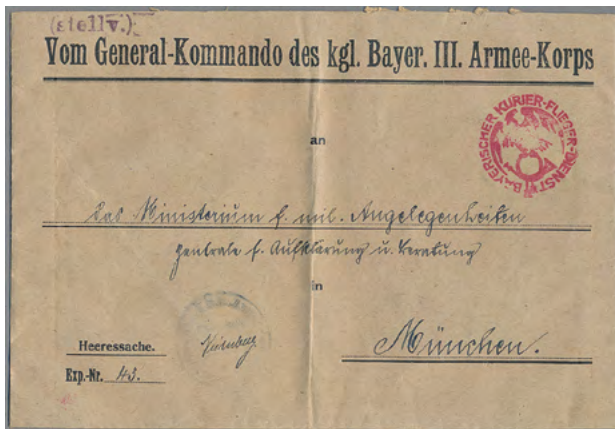 (stellv.)
Vom General-Kommando des kgl. Bayer. III. Armee-Korps
BAYERISCHER KURIER-FLIEGER-DIENST
an
das Ministerium f. mil. Angelegenheiten
Zentrale f. Aufklärung u. Beratung
in
Heeressache.
Nürnberg
München.
Exp.-Nr. 43.